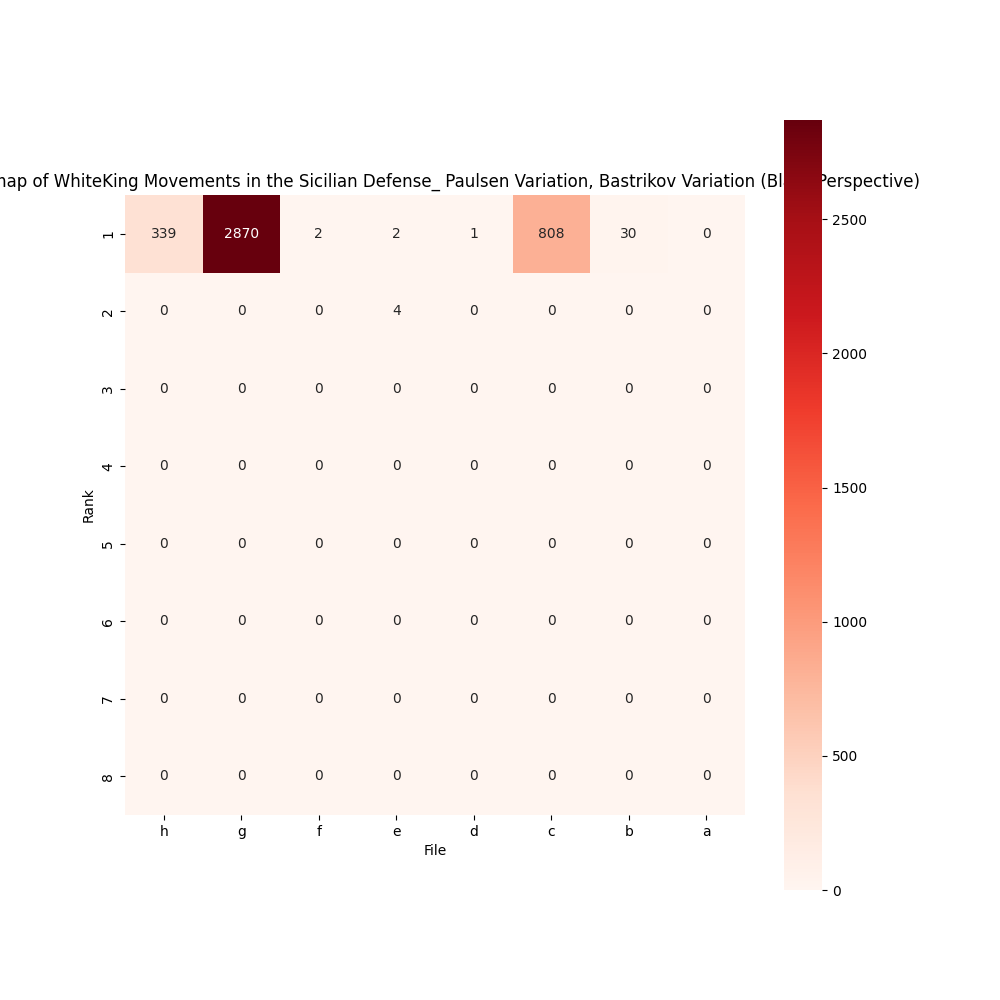 map of WhiteKing Movements in the Sicilian Defense_ Paulsen Variation, Bastrikov Variation (Bl Perspective)
1 339 2870 2 2 1 808 30 0
2 0 0 0 4 0 0 0 0
3 0 0 0 0 0 0 0 0
4 0 0 0 0 0 0 0 0
5 0 0 0 0 0 0 0 0
6 0 0 0 0 0 0 0 0
7 0 0 0 0 0 0 0 0
8 0 0 0 0 0 0 0 0
h g f e d c b a
File
Rank
2500
2000
1500
1000
500
0